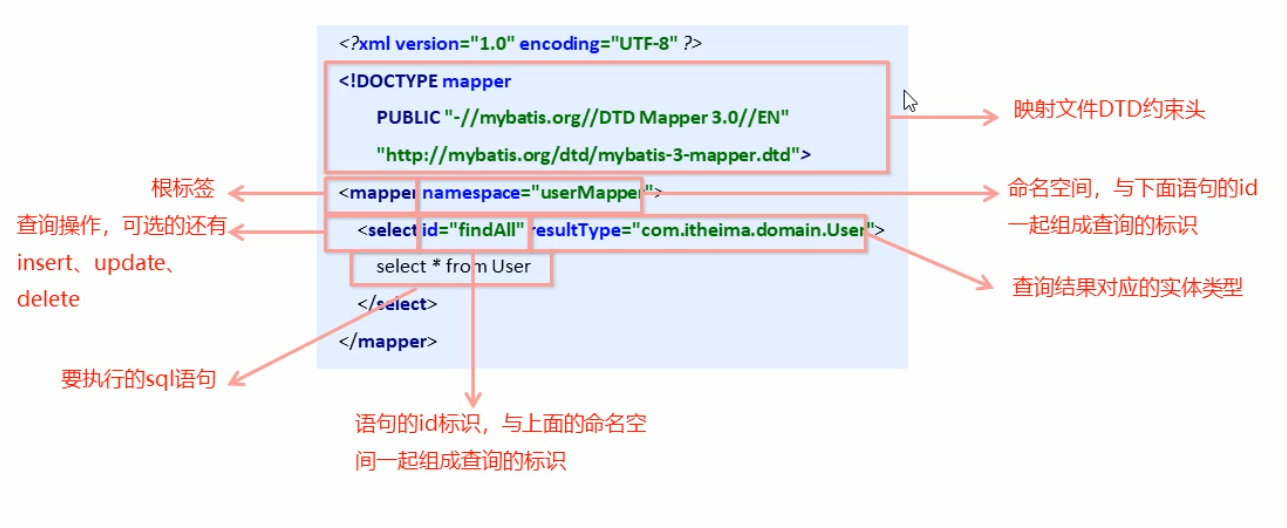 <?xml version="1.0" encoding="UTF-8" ?>
<!DOCTYPE mapper
PUBLIC "-//mybatis.org//DTD Mapper 3.0//EN"
"http://mybatis.org/dtd/mybatis-3-mapper.dtd">
映射文件DTD约束头
根标签
<mapper namespace="userMapper">
命名空间，与下面语句的id
一起组成查询的标识
查询操作，可选的还有
insert、update、
delete
<select id="findAll" resultType="com.itheima.domain.User">
select * from User
</select>
</mapper>
查询结果对应的实体类型
要执行的sql语句
语句的id标识，与上面的命名空
间一起组成查询的标识